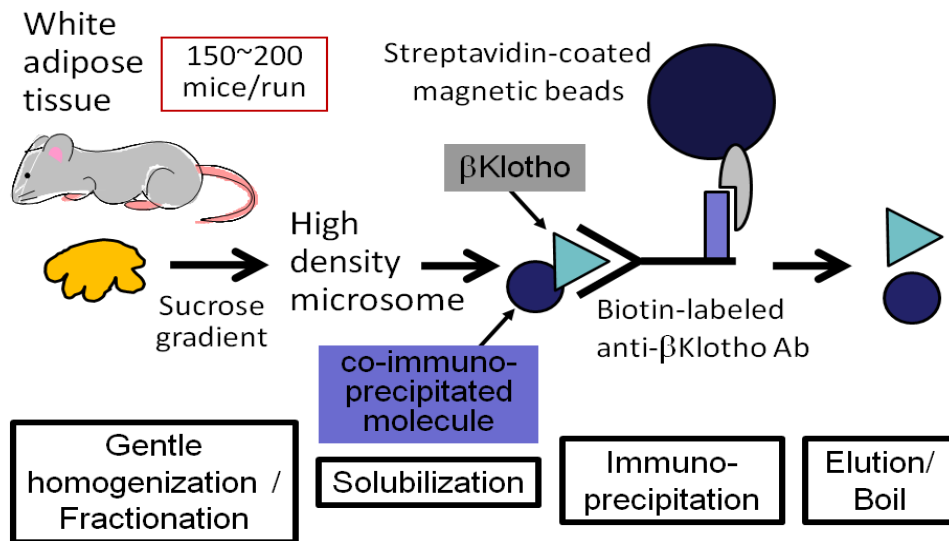 White
adipose
tissue
150~200
mice/run
Streptavidin-coated
magnetic beads
βKlotho
High
density
microsome
Sucrose
gradient
Biotin-labeled
anti-βKlotho Ab
co-immuno-
precipitated
molecule
Gentle
homogenization /
Fractionation
Solubilization
Immuno-
precipitation
Elution/
Boil